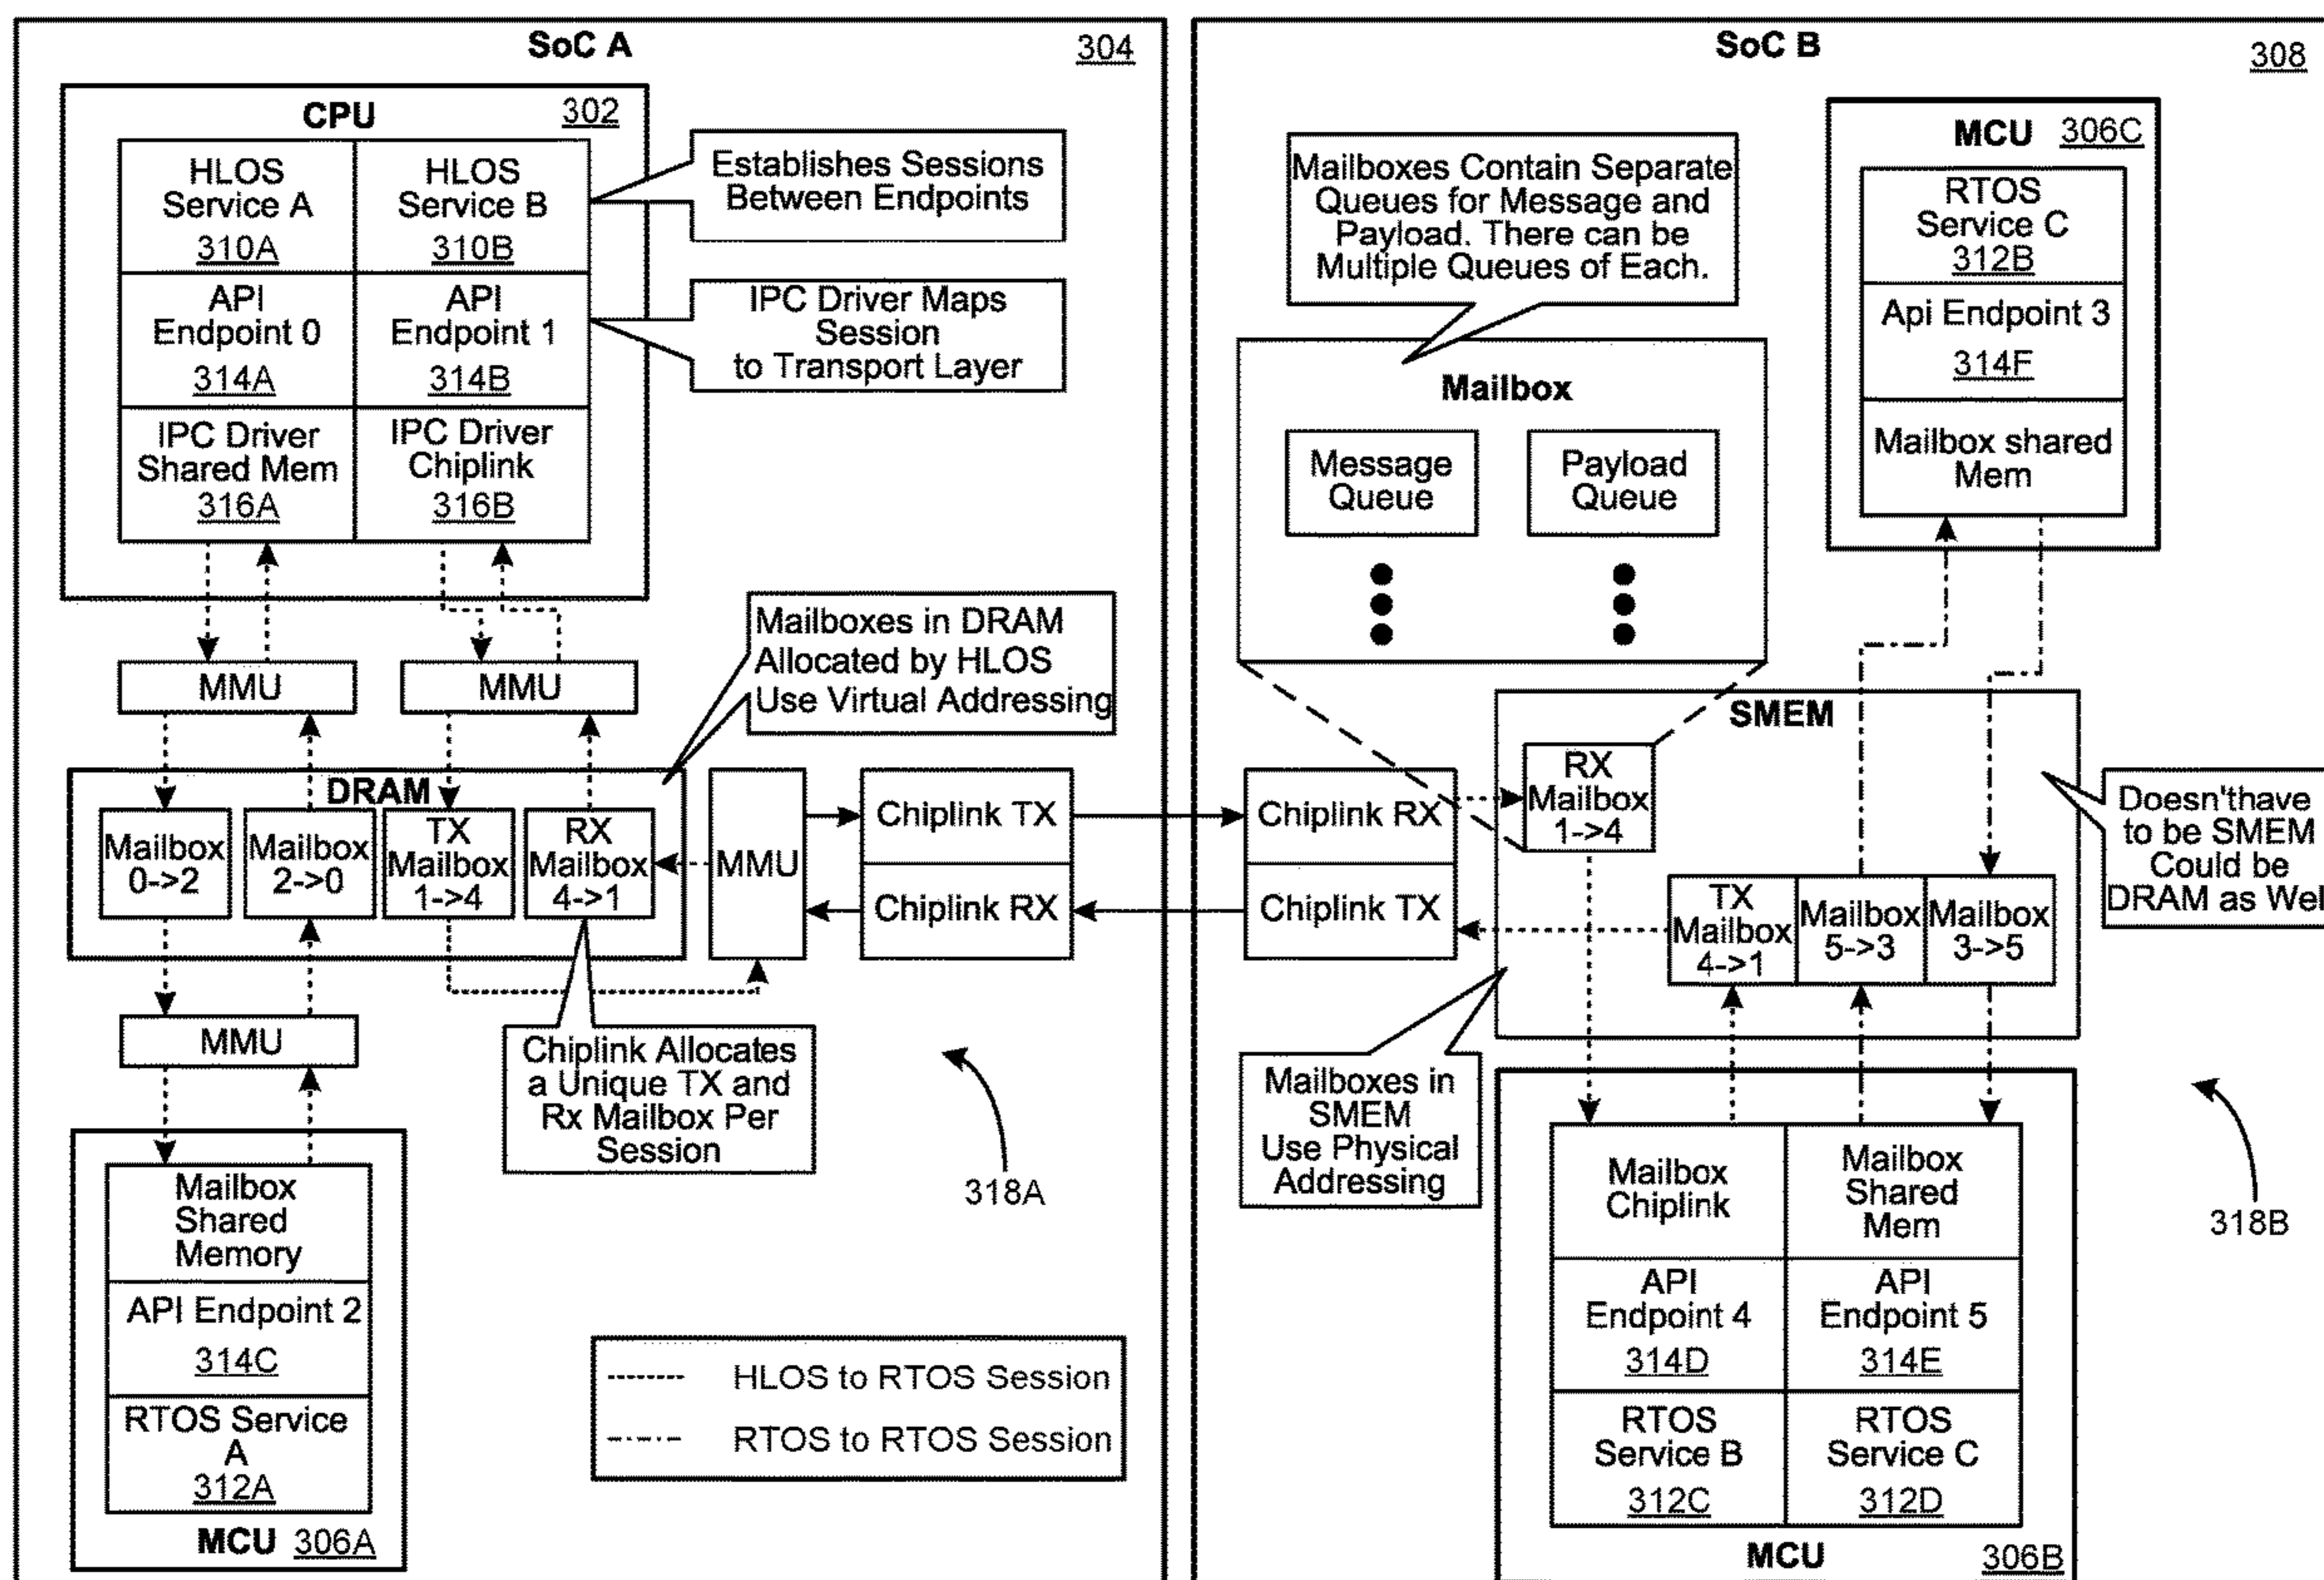 SoC A
304
CPU
302
HLOS
Service A
310A
HLOS
Service B
310B
API
Endpoint 0
314A
API
Endpoint 1
314B
IPC Driver
Shared Mem
316A
IPC Driver
Chiplink
316B
Establishes Sessions
Between Endpoints
IPC Driver Maps
Session
to Transport Layer
MMU
MMU
Mailboxes in DRAM
Allocated by HLOS
Use Virtual Addressing
DRAM
Mailbox
0->2
Mailbox
2->0
TX
Mailbox
1->4
RX
Mailbox
4->1
MMU
Chiplink TX
Chiplink RX
MMU
Chiplink Allocates
a Unique TX and
Rx Mailbox Per
Session
318A
Mailbox
Shared
Memory
API Endpoint 2
314C
RTOS Service
A
312A
MCU 306A
HLOS to RTOS Session
RTOS to RTOS Session
SoC B
308
Mailboxes Contain Separate
Queues for Message and
Payload. There can be
Multiple Queues of Each.
Mailbox
Message
Queue
Payload
Queue
MCU 306C
RTOS
Service C
312B
Api Endpoint 3
314F
Mailbox shared
Mem
SMEM
RX
Mailbox
1->4
Chiplink RX
Chiplink TX
TX
Mailbox
4->1
Mailbox
5->3
Mailbox
3->5
Doesn'thave
to be SMEM
Could be
DRAM as Wel
Mailboxes in
SMEM
Use Physical
Addressing
318B
Mailbox
Chiplink
Mailbox
Shared
Mem
API
Endpoint 4
314D
API
Endpoint 5
314E
RTOS
Service B
312C
RTOS
Service C
312D
MCU
306B